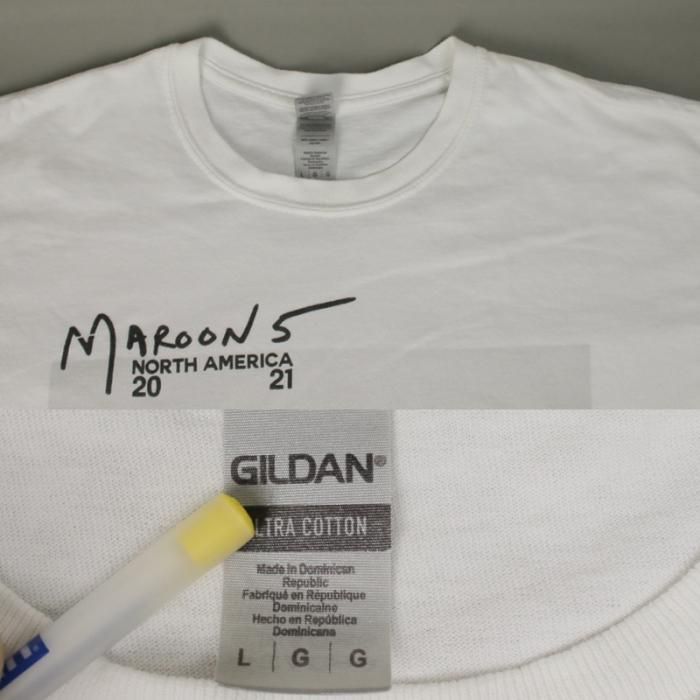 L G G
MAROON 5
NORTH AMERICA
20 21
GILDAN®
LTRA COTTON
Made in Dominican
Republic
Fabriqué en République
Dominicaine
Hecho en República
Dominicana
L G G